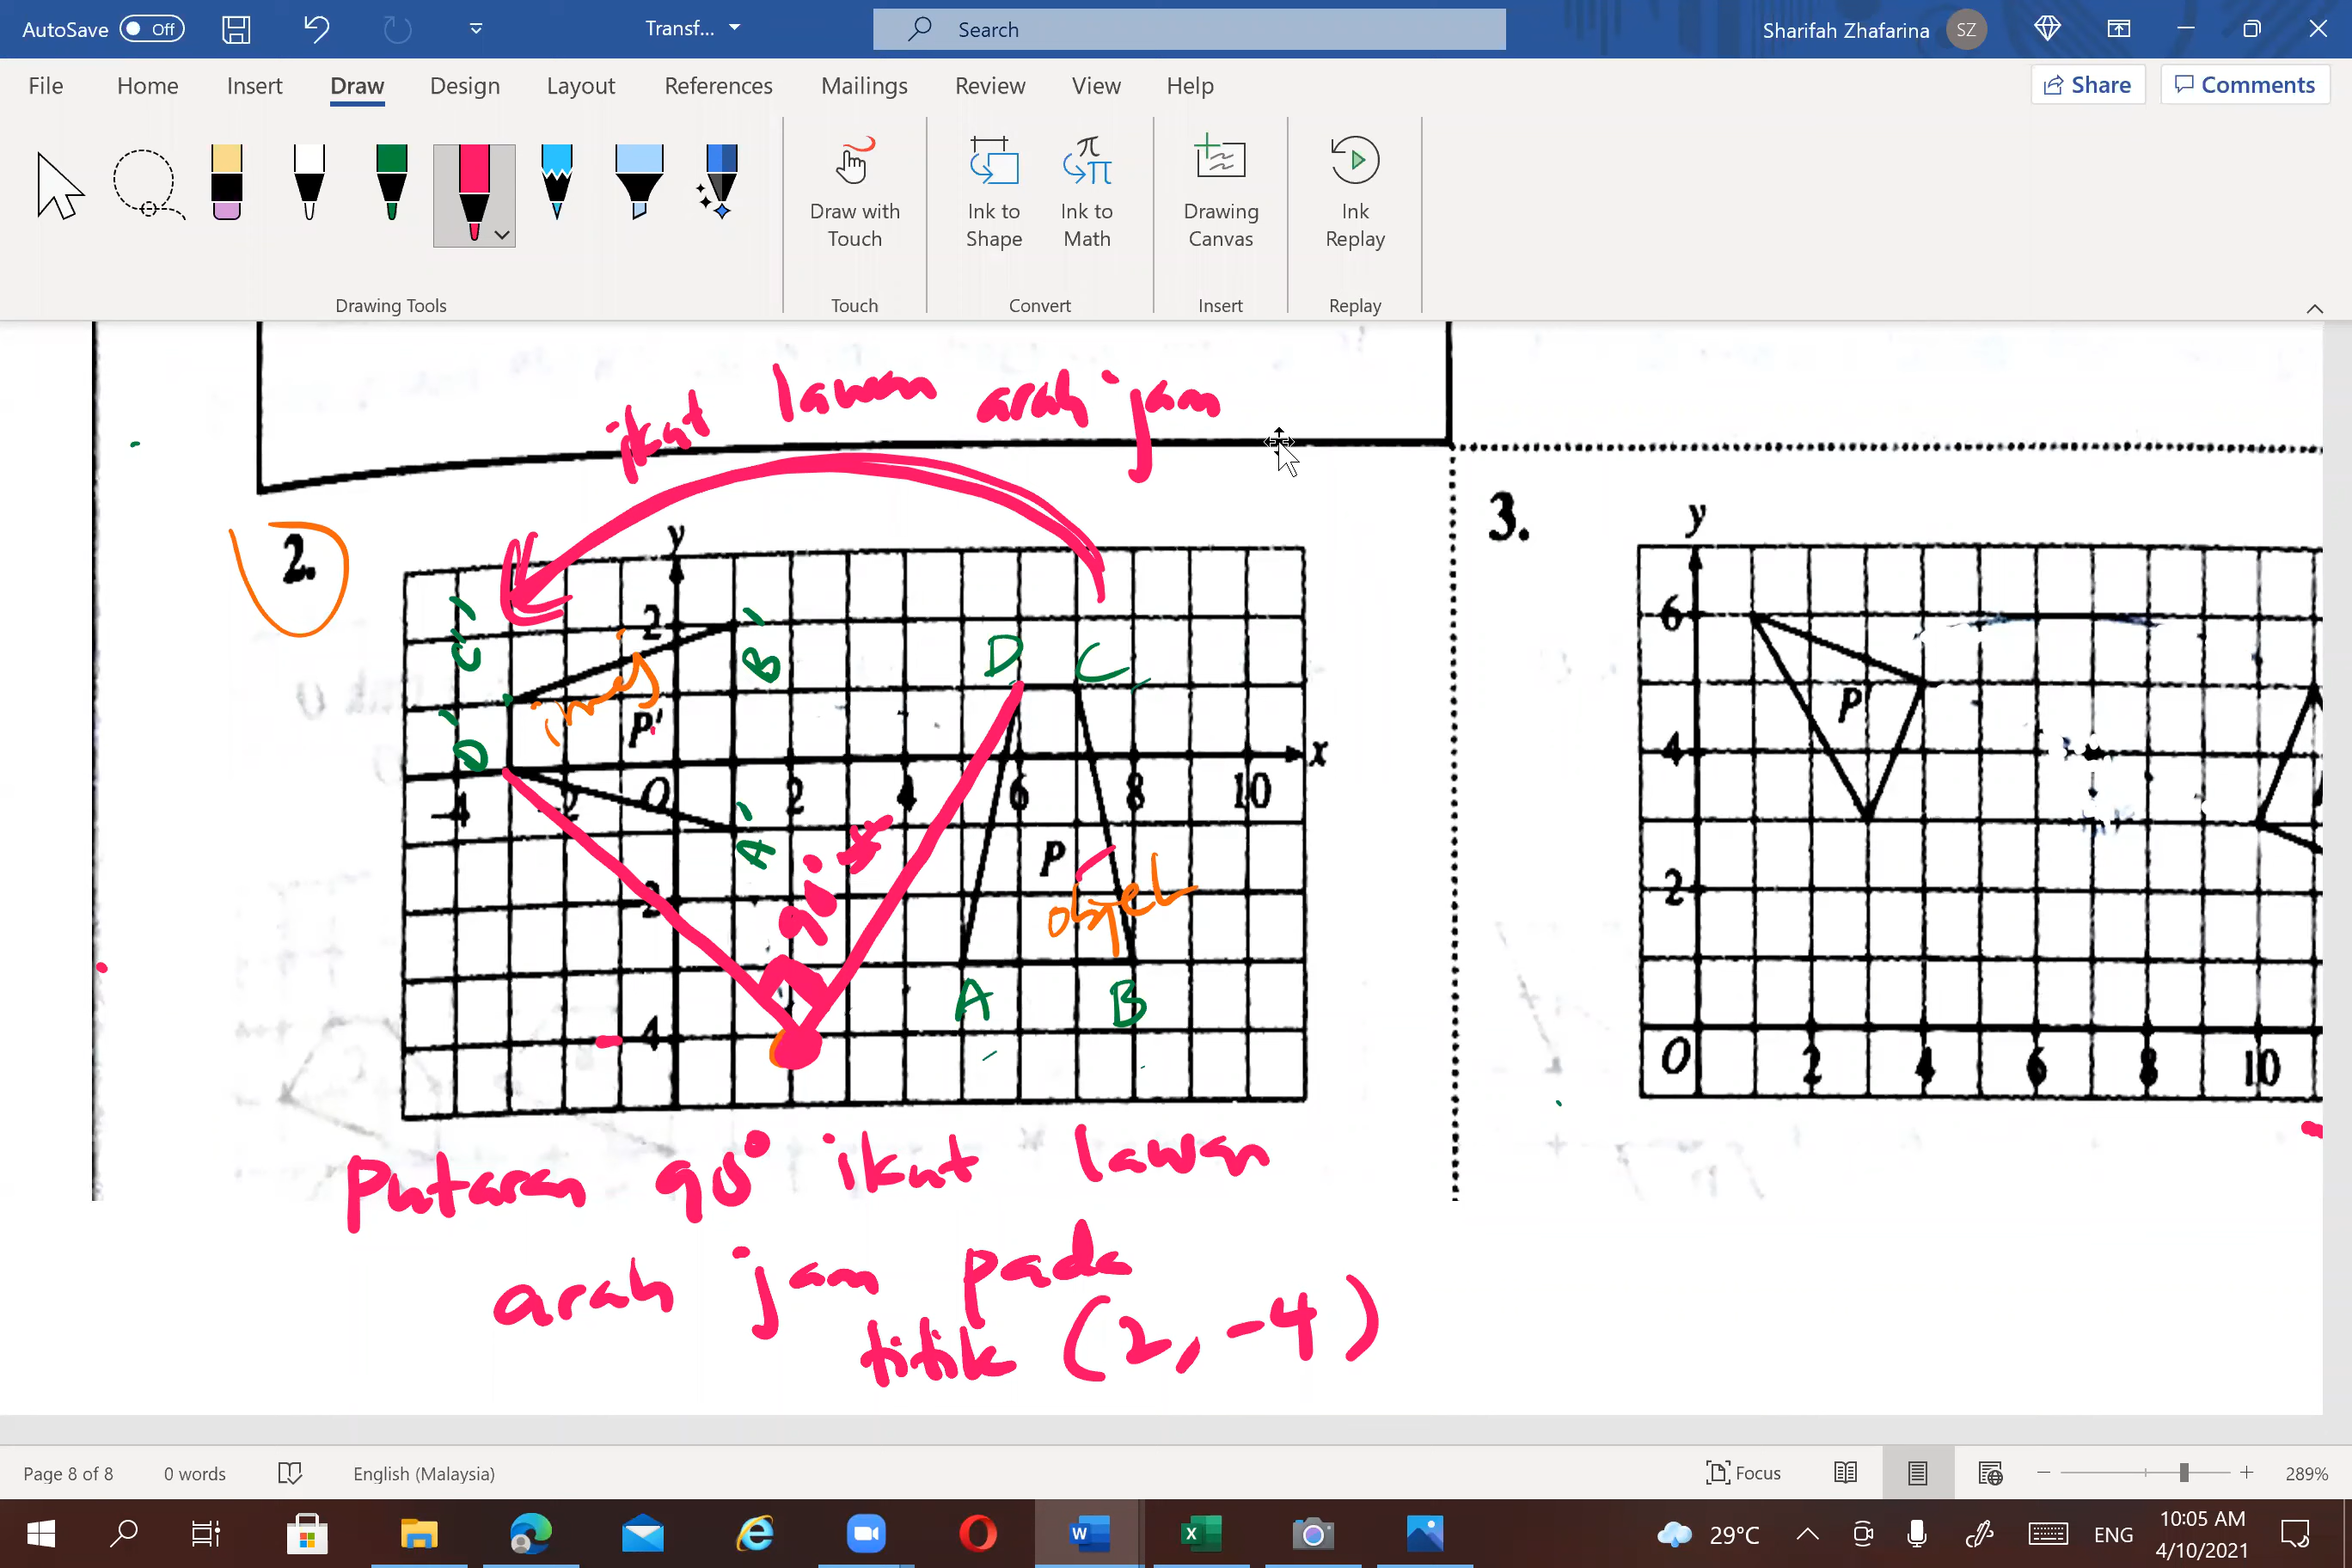 AutoSave Off Transf... Search Sharifah Zhafarina SZ
File Home Insert Draw Design Layout References Mailings Review View Help Share Comments
Draw with Touch
Ink to Shape
Ink to Math
Drawing Canvas
Ink Replay
Drawing Tools Touch Convert Insert Replay
ikut lawan arah jam
2.
y
2
C'
B'
D C
imej
P'
D'
x
-4 -2 O 2 4 6 8 10
A'
90°
P
objek
-2
A B
-4
3.
y
6
P
4
2
O 2 4 6 8 10
Putaran 90° ikut lawan
arah jam pada
titik (2, -4)
Page 8 of 8 0 words English (Malaysia) Focus 289%
29°C ENG 10:05 AM
4/10/2021